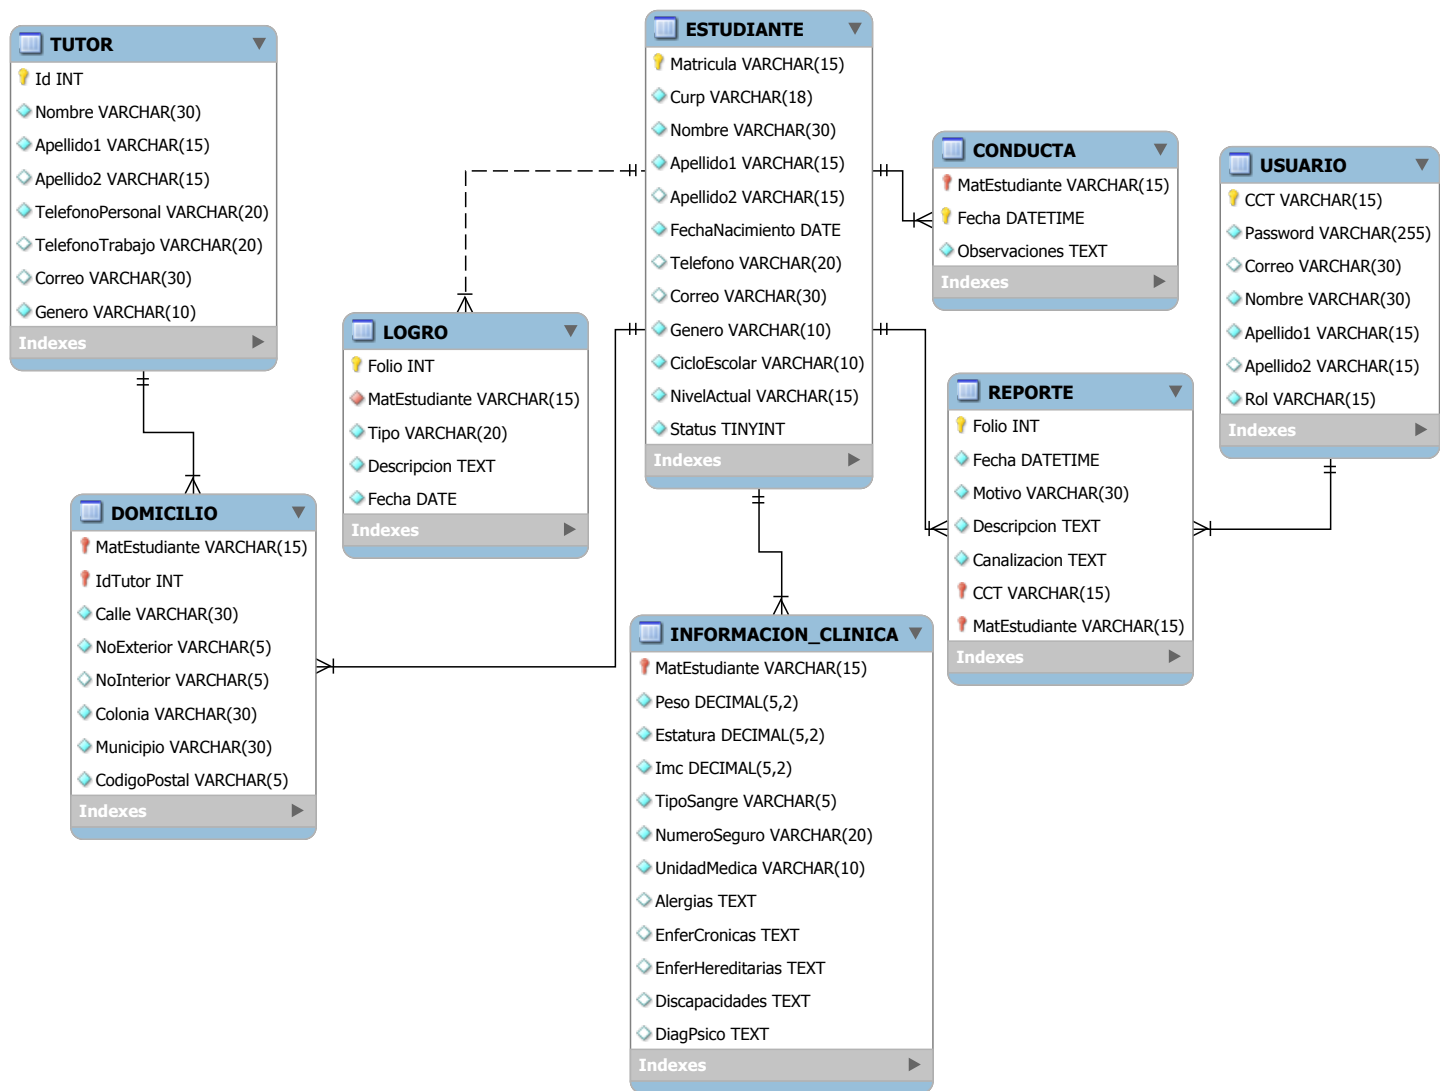 TUTOR
Id INT
Nombre VARCHAR(30)
Apellido1 VARCHAR(15)
Apellido2 VARCHAR(15)
TelefonoPersonal VARCHAR(20)
TelefonoTrabajo VARCHAR(20)
Correo VARCHAR(30)
Genero VARCHAR(10)
Indexes
ESTUDIANTE
Matricula VARCHAR(15)
Curp VARCHAR(18)
Nombre VARCHAR(30)
Apellido1 VARCHAR(15)
Apellido2 VARCHAR(15)
FechaNacimiento DATE
Telefono VARCHAR(20)
Correo VARCHAR(30)
Genero VARCHAR(10)
CicloEscolar VARCHAR(10)
NivelActual VARCHAR(15)
Status TINYINT
Indexes
CONDUCTA
MatEstudiante VARCHAR(15)
Fecha DATETIME
Observaciones TEXT
Indexes
USUARIO
CCT VARCHAR(15)
Password VARCHAR(255)
Correo VARCHAR(30)
Nombre VARCHAR(30)
Apellido1 VARCHAR(15)
Apellido2 VARCHAR(15)
Rol VARCHAR(15)
Indexes
LOGRO
Folio INT
MatEstudiante VARCHAR(15)
Tipo VARCHAR(20)
Descripcion TEXT
Fecha DATE
Indexes
REPORTE
Folio INT
Fecha DATETIME
Motivo VARCHAR(30)
Descripcion TEXT
Canalizacion TEXT
CCT VARCHAR(15)
MatEstudiante VARCHAR(15)
Indexes
DOMICILIO
MatEstudiante VARCHAR(15)
IdTutor INT
Calle VARCHAR(30)
NoExterior VARCHAR(5)
NoInterior VARCHAR(5)
Colonia VARCHAR(30)
Municipio VARCHAR(30)
CodigoPostal VARCHAR(5)
Indexes
INFORMACION_CLINICA
MatEstudiante VARCHAR(15)
Peso DECIMAL(5,2)
Estatura DECIMAL(5,2)
Imc DECIMAL(5,2)
TipoSangre VARCHAR(5)
NumeroSeguro VARCHAR(20)
UnidadMedica VARCHAR(10)
Alergias TEXT
EnferCronicas TEXT
EnferHereditarias TEXT
Discapacidades TEXT
DiagPsico TEXT
Indexes